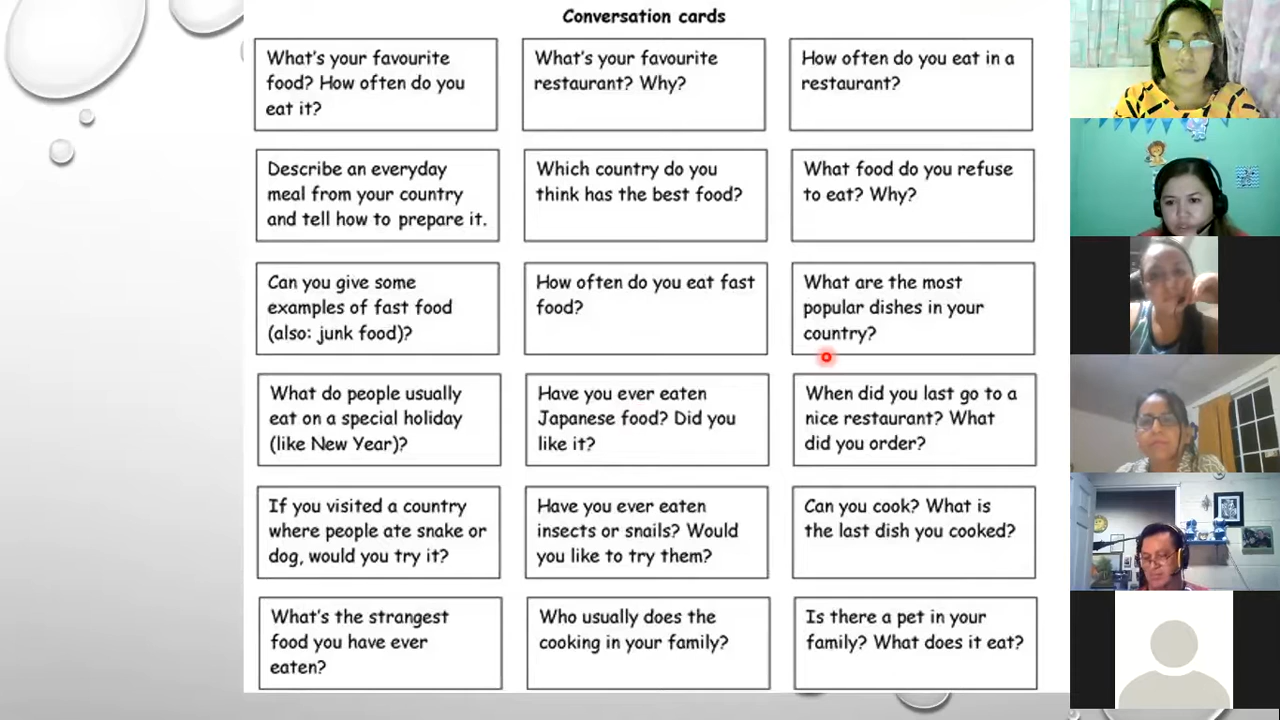 Conversation cards
What's your favourite
food? How often do you
eat it?
What's your favourite
restaurant? Why?
How often do you eat in a
restaurant?
Describe an everyday
meal from your country
and tell how to prepare it.
Which country do you
think has the best food?
What food do you refuse
to eat? Why?
Can you give some
examples of fast food
(also: junk food)?
How often do you eat fast
food?
What are the most
popular dishes in your
country?
What do people usually
eat on a special holiday
(like New Year)?
Have you ever eaten
Japanese food? Did you
like it?
When did you last go to a
nice restaurant? What
did you order?
If you visited a country
where people ate snake or
dog, would you try it?
Have you ever eaten
insects or snails? Would
you like to try them?
Can you cook? What is
the last dish you cooked?
What's the strangest
food you have ever
eaten?
Who usually does the
cooking in your family?
Is there a pet in your
family? What does it eat?